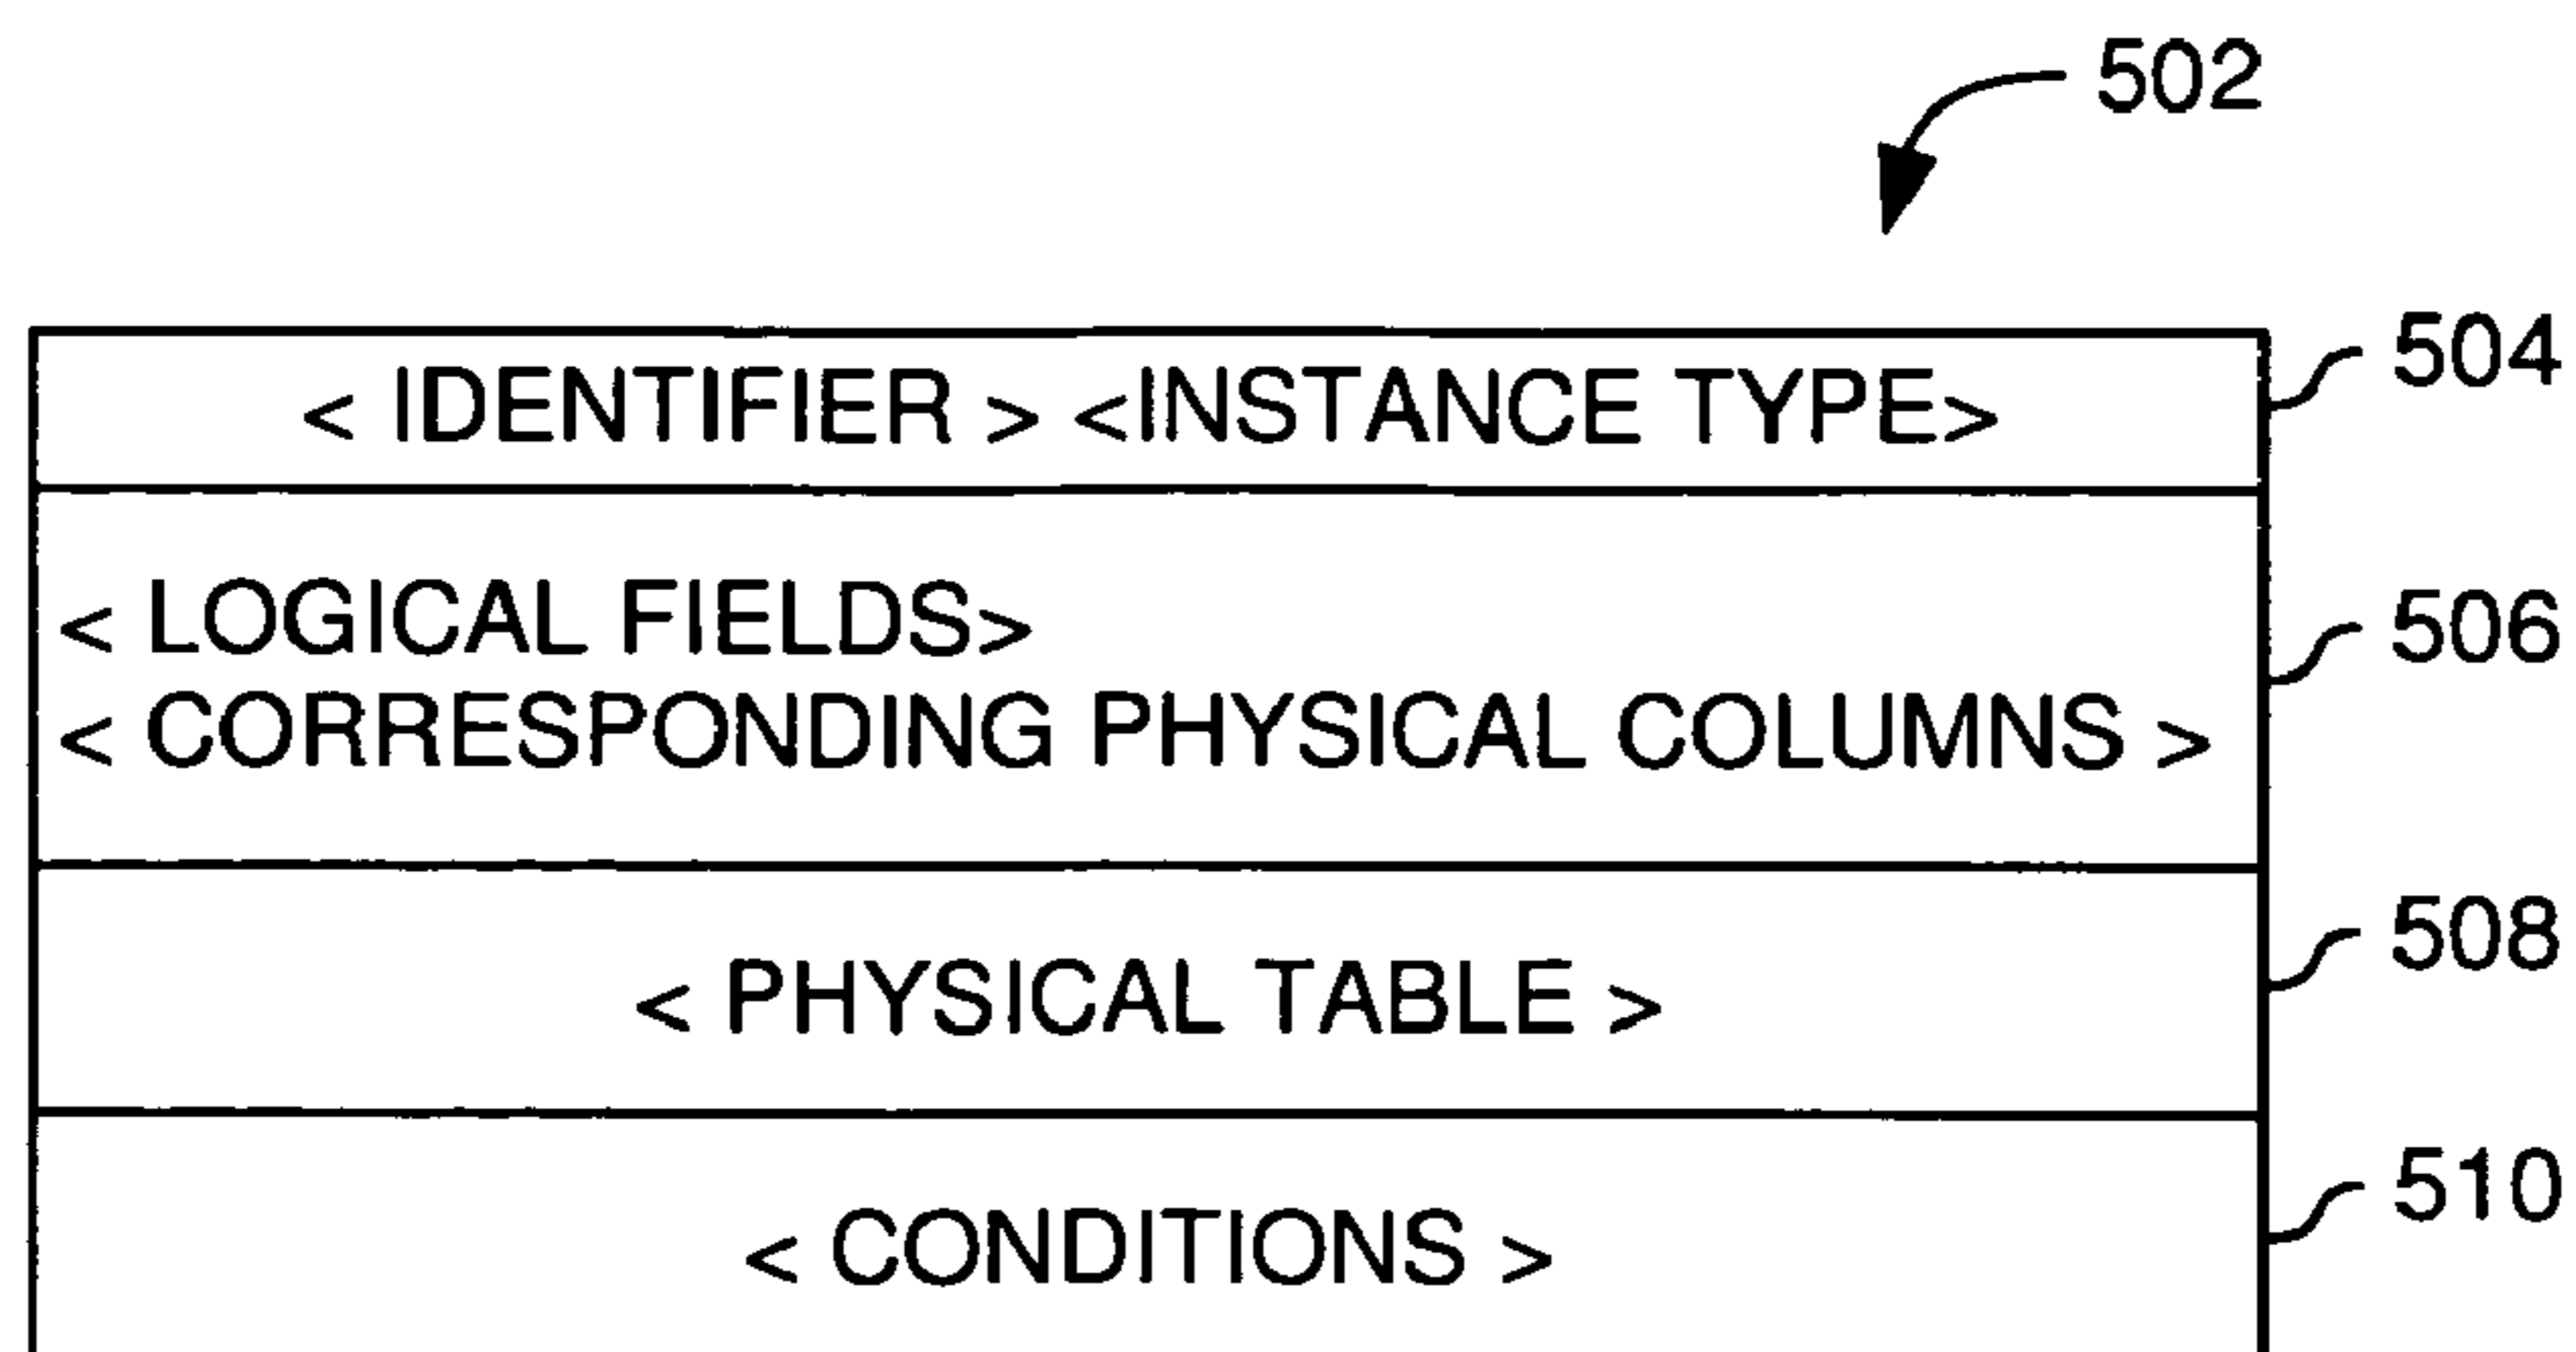 502
< IDENTIFIER > <INSTANCE TYPE> 504
< LOGICAL FIELDS> 506
< CORRESPONDING PHYSICAL COLUMNS >
< PHYSICAL TABLE > 508
< CONDITIONS > 510